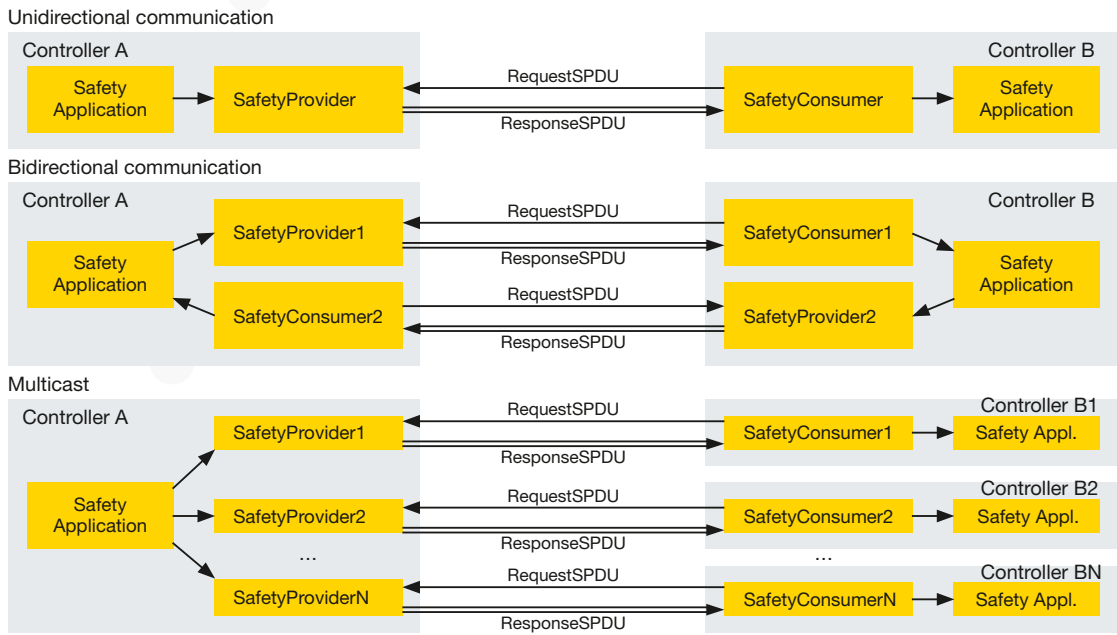 Unidirectional communication
Controller A
Controller B
Safety
Application
SafetyProvider
RequestSPDU
ResponseSPDU
SafetyConsumer
Safety
Application
Bidirectional communication
Controller A
Controller B
Safety
Application
SafetyProvider1
RequestSPDU
ResponseSPDU
SafetyConsumer1
SafetyConsumer2
RequestSPDU
ResponseSPDU
SafetyProvider2
Safety
Application
Multicast
Controller A
Safety
Application
SafetyProvider1
RequestSPDU
ResponseSPDU
SafetyConsumer1
Controller B1
Safety Appl.
SafetyProvider2
RequestSPDU
ResponseSPDU
SafetyConsumer2
Controller B2
Safety Appl.
...
...
SafetyProviderN
RequestSPDU
ResponseSPDU
SafetyConsumerN
Controller BN
Safety Appl.